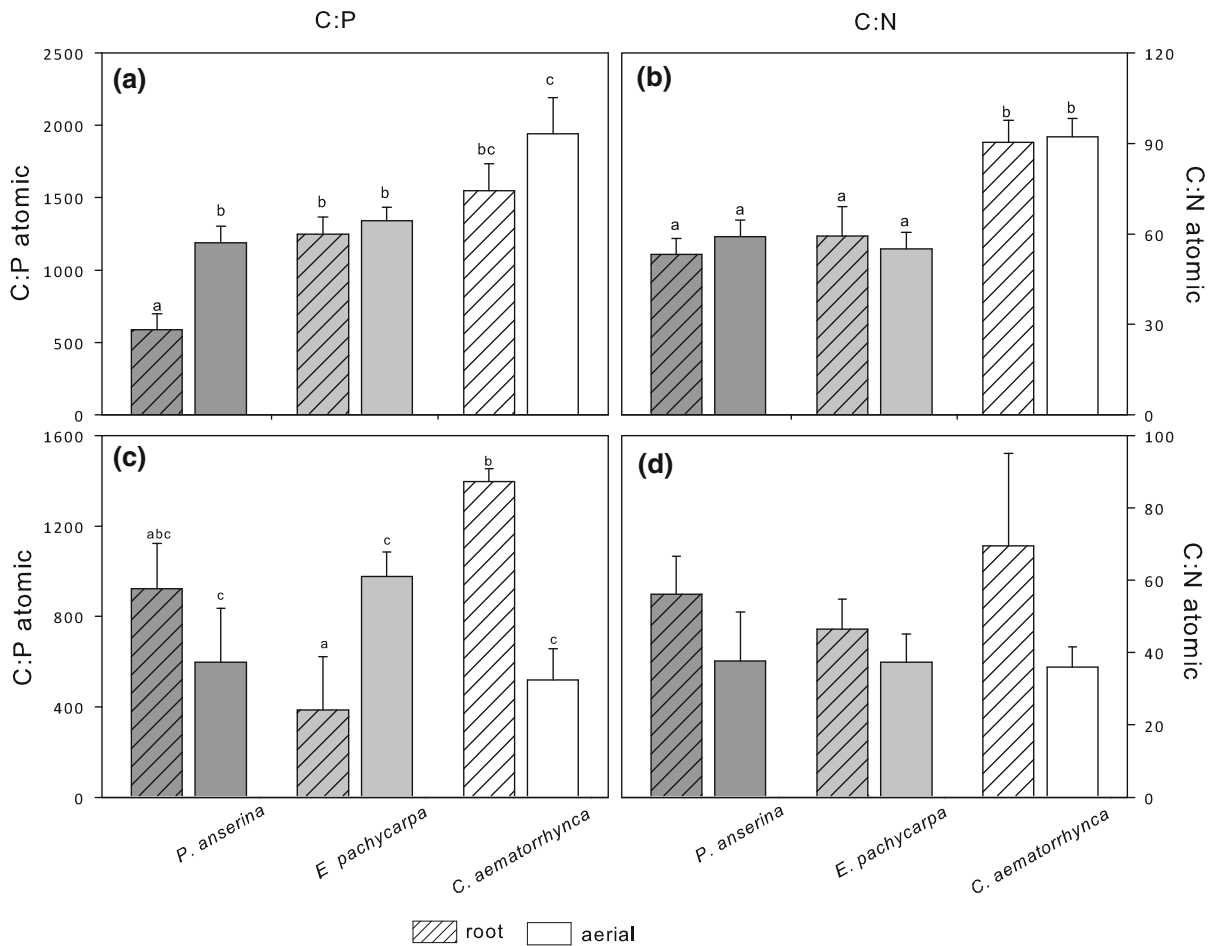 C:P
C:N
(a)
(b)
2500
2000
1500
1000
500
0
C:P atomic
a
b
b
b
bc
c
120
90
60
30
0
C:N atomic
a
a
a
a
b
b
(c)
(d)
1600
1200
800
400
0
C:P atomic
abc
c
a
c
b
c
100
80
60
40
20
0
C:N atomic
P. anserina
E. pachycarpa
C. aematorrhynca
P. anserina
E. pachycarpa
C. aematorrhynca
root
aerial